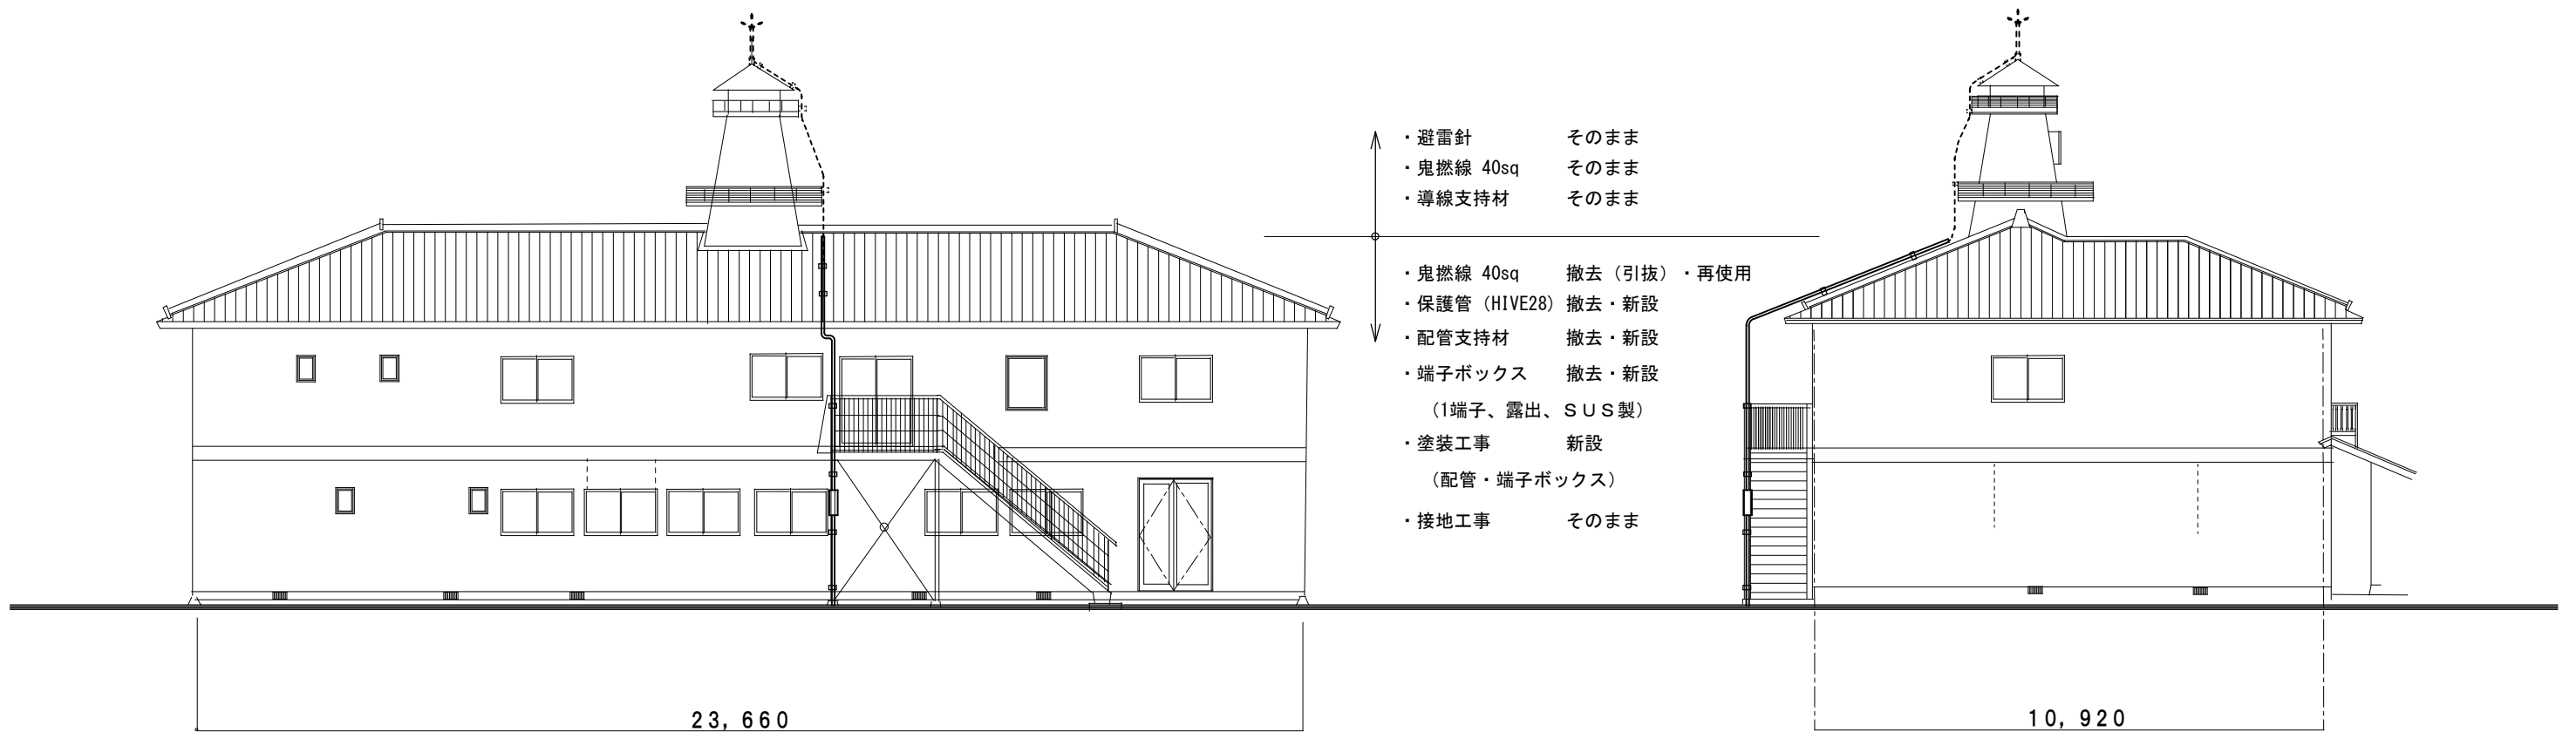 ・避雷針 そのまま
・鬼撚線 40sq そのまま
・導線支持材 そのまま
・鬼撚線 40sq 撤去（引抜）・再使用
・保護管（HIVE28）撤去・新設
・配管支持材 撤去・新設
・端子ボックス 撤去・新設
（1端子、露出、ＳＵＳ製）
・塗装工事 新設
（配管・端子ボックス）
・接地工事 そのまま
23,660
10,920